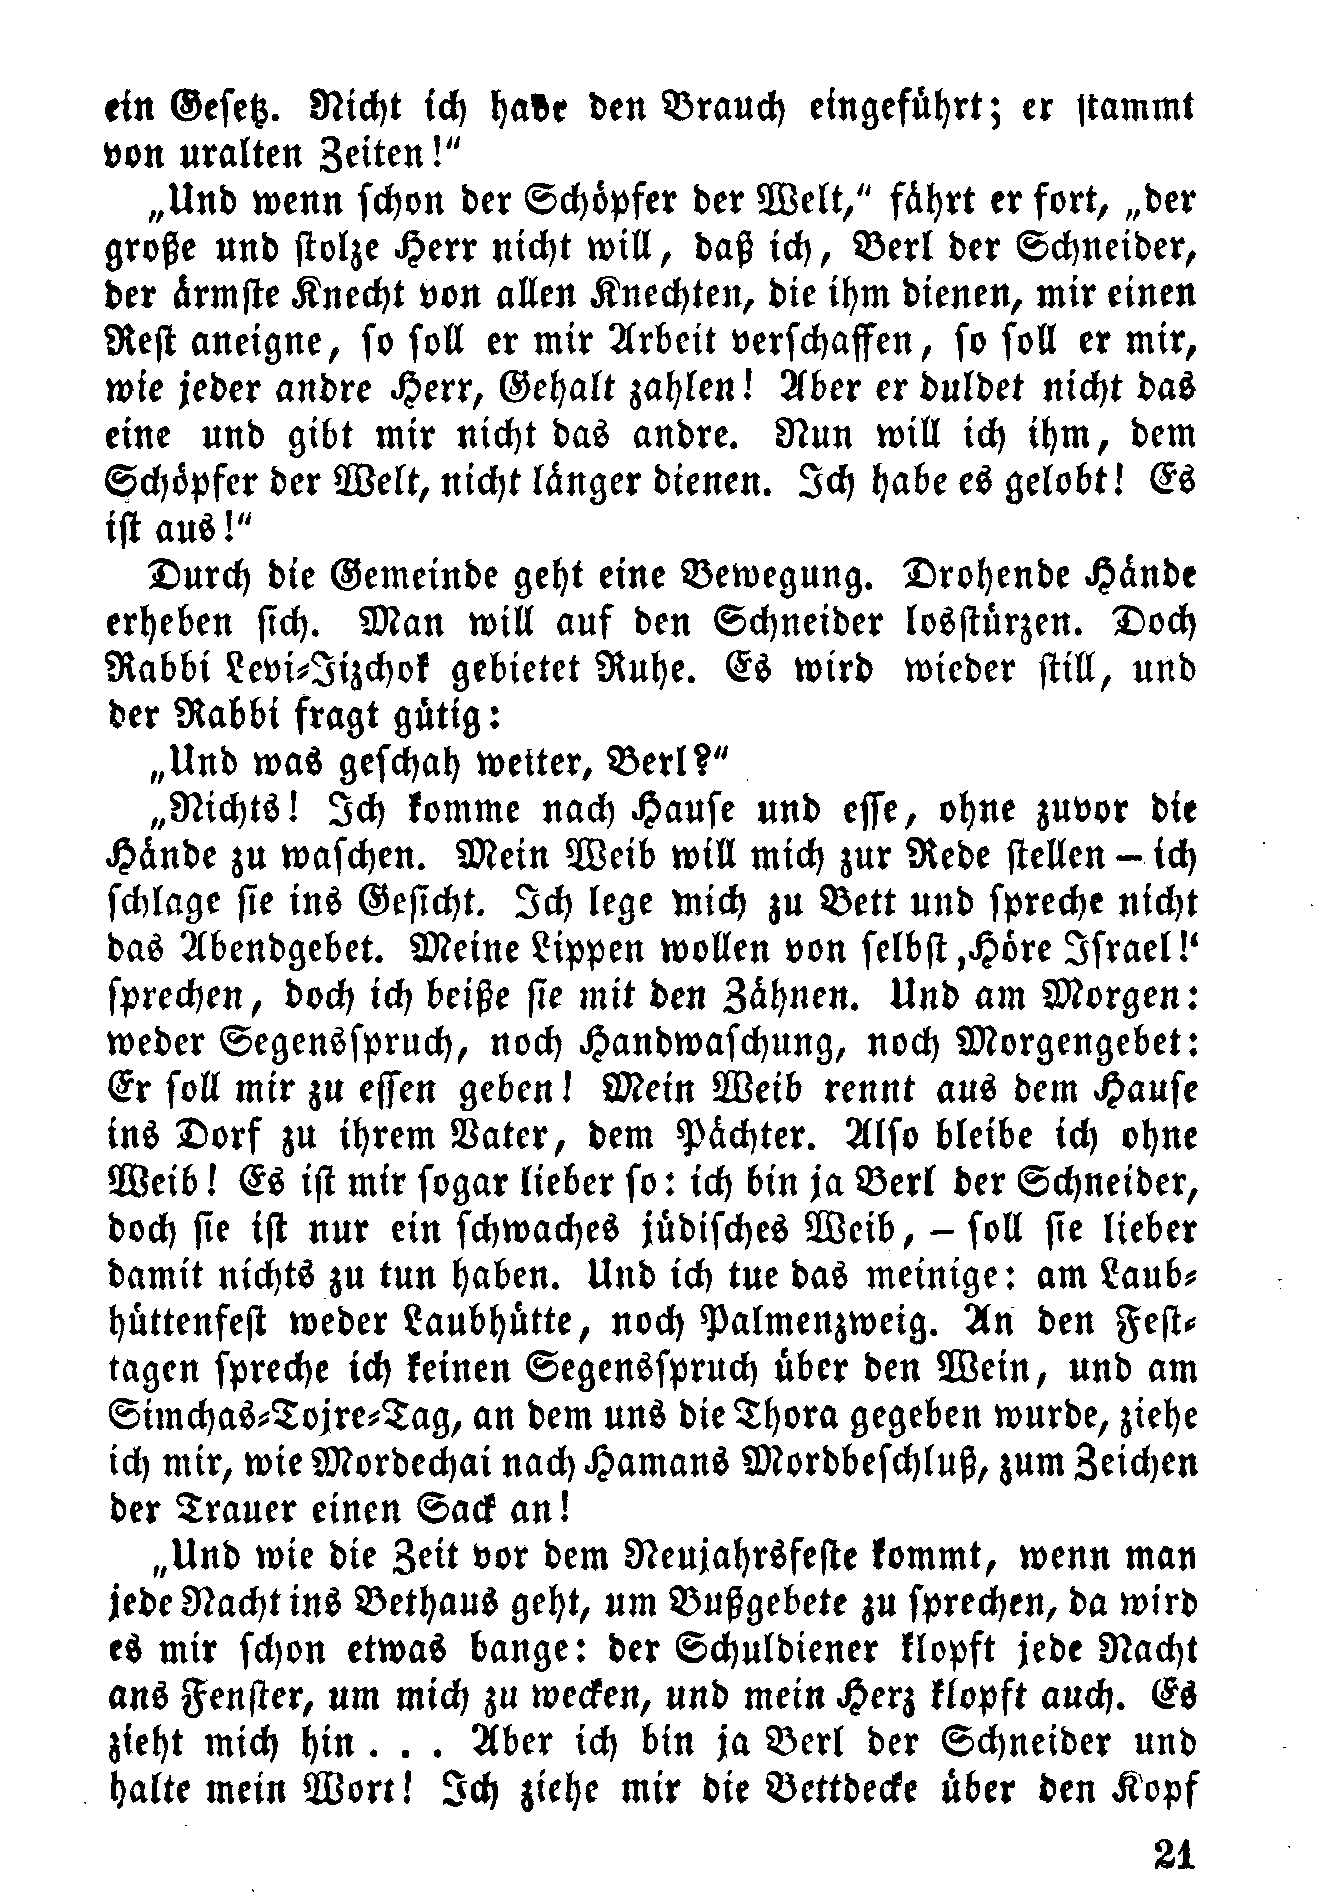 ein Gesetz. Nicht ich habe den Brauch eingeführt; er stammt
von uralten Zeiten!“
„Und wenn schon der Schöpfer der Welt,“ fährt er fort, „der
große und stolze Herr nicht will, daß ich, Berl der Schneider,
der ärmste Knecht von allen Knechten, die ihm dienen, mir einen
Rest aneigne, so soll er mir Arbeit verschaffen, so soll er mir,
wie jeder andre Herr, Gehalt zahlen! Aber er duldet nicht das
eine und gibt mir nicht das andre. Nun will ich ihm, dem
Schöpfer der Welt, nicht länger dienen. Ich habe es gelobt! Es
ist aus!“
Durch die Gemeinde geht eine Bewegung. Drohende Hände
erheben sich. Man will auf den Schneider losstürzen. Doch
Rabbi Levi-Jizchok gebietet Ruhe. Es wird wieder still, und
der Rabbi fragt gütig:
„Und was geschah weiter, Berl?“
„Nichts! Ich komme nach Hause und esse, ohne zuvor die
Hände zu waschen. Mein Weib will mich zur Rede stellen – ich
schlage sie ins Gesicht. Ich lege mich zu Bett und spreche nicht
das Abendgebet. Meine Lippen wollen von selbst ‚Höre Israel!‘
sprechen, doch ich beiße sie mit den Zähnen. Und am Morgen:
weder Segensspruch, noch Handwaschung, noch Morgengebet:
Er soll mir zu essen geben! Mein Weib rennt aus dem Hause
ins Dorf zu ihrem Vater, dem Pächter. Also bleibe ich ohne
Weib! Es ist mir sogar lieber so: ich bin ja Berl der Schneider,
doch sie ist nur ein schwaches jüdisches Weib, – soll sie lieber
damit nichts zu tun haben. Und ich tue das meinige: am Laub-
hüttenfest weder Laubhütte, noch Palmenzweig. An den Fest-
tagen spreche ich keinen Segensspruch über den Wein, und am
Simchas-Tojre-Tag, an dem uns die Thora gegeben wurde, ziehe
ich mir, wie Mordechai nach Hamans Mordbeschluß, zum Zeichen
der Trauer einen Sack an!
„Und wie die Zeit vor dem Neujahrsfeste kommt, wenn man
jede Nacht ins Bethaus geht, um Bußgebete zu sprechen, da wird
es mir schon etwas bange: der Schuldiener klopft jede Nacht
ans Fenster, um mich zu wecken, und mein Herz klopft auch. Es
zieht mich hin . . . Aber ich bin ja Berl der Schneider und
halte mein Wort! Ich ziehe mir die Bettdecke über den Kopf
21